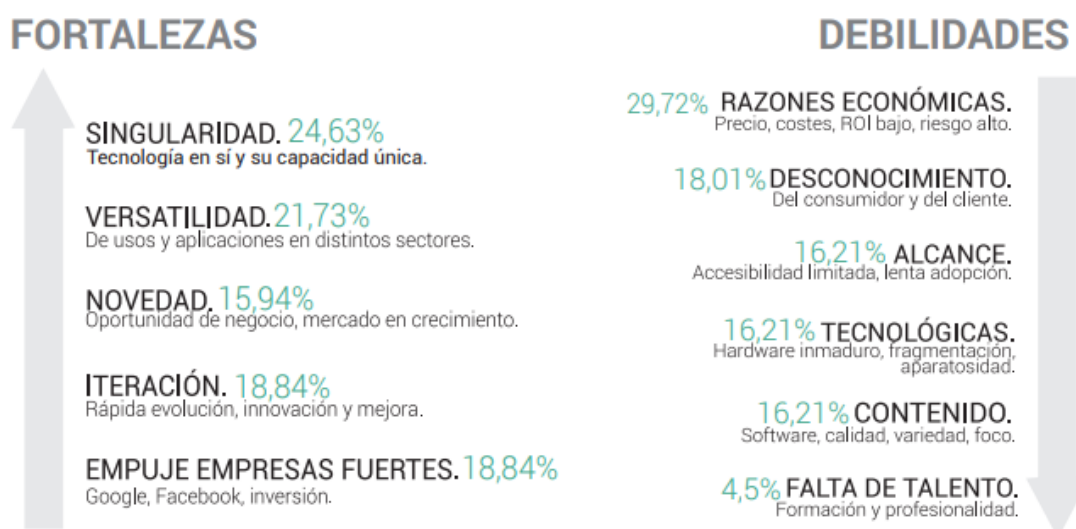 FORTALEZAS
SINGULARIDAD. 24,63%
Tecnología en sí y su capacidad única.
VERSATILIDAD. 21,73%
De usos y aplicaciones en distintos sectores.
NOVEDAD. 15,94%
Oportunidad de negocio, mercado en crecimiento.
ITERACIÓN. 18,84%
Rápida evolución, innovación y mejora.
EMPUJE EMPRESAS FUERTES. 18,84%
Google, Facebook, inversión.
DEBILIDADES
29,72% RAZONES ECONÓMICAS.
Precio, costes, ROI bajo, riesgo alto.
18,01% DESCONOCIMIENTO.
Del consumidor y del cliente.
16,21% ALCANCE.
Accesibilidad limitada, lenta adopción.
16,21% TECNOLÓGICAS.
Hardware inmaduro, fragmentación,
aparatosidad.
16,21% CONTENIDO.
Software, calidad, variedad, foco.
4,5% FALTA DE TALENTO.
Formación y profesionalidad.